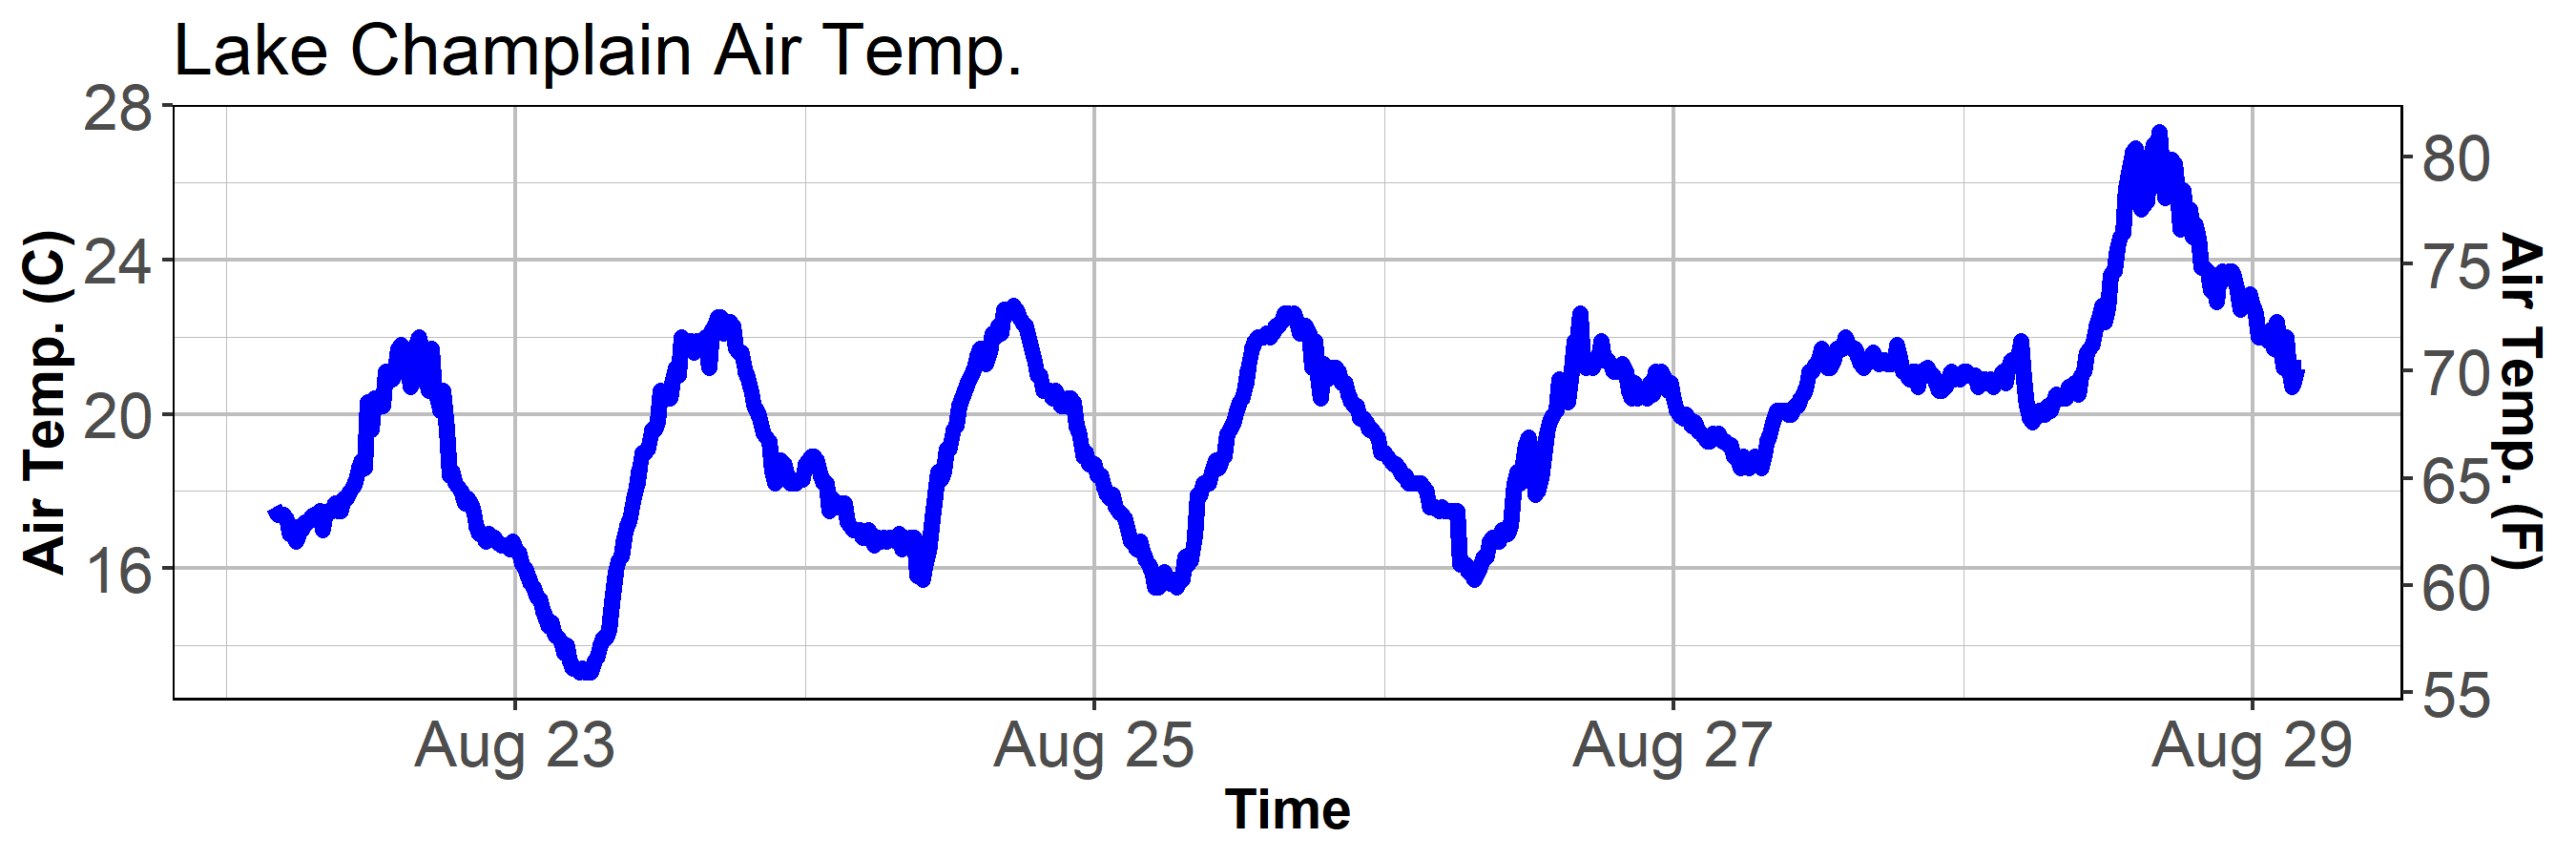 Lake Champlain Air Temp.
28
24
20
16
Air Temp. (C)
80
75
70
65
60
55
Air Temp. (F)
Aug 23 Aug 25 Aug 27 Aug 29
Time